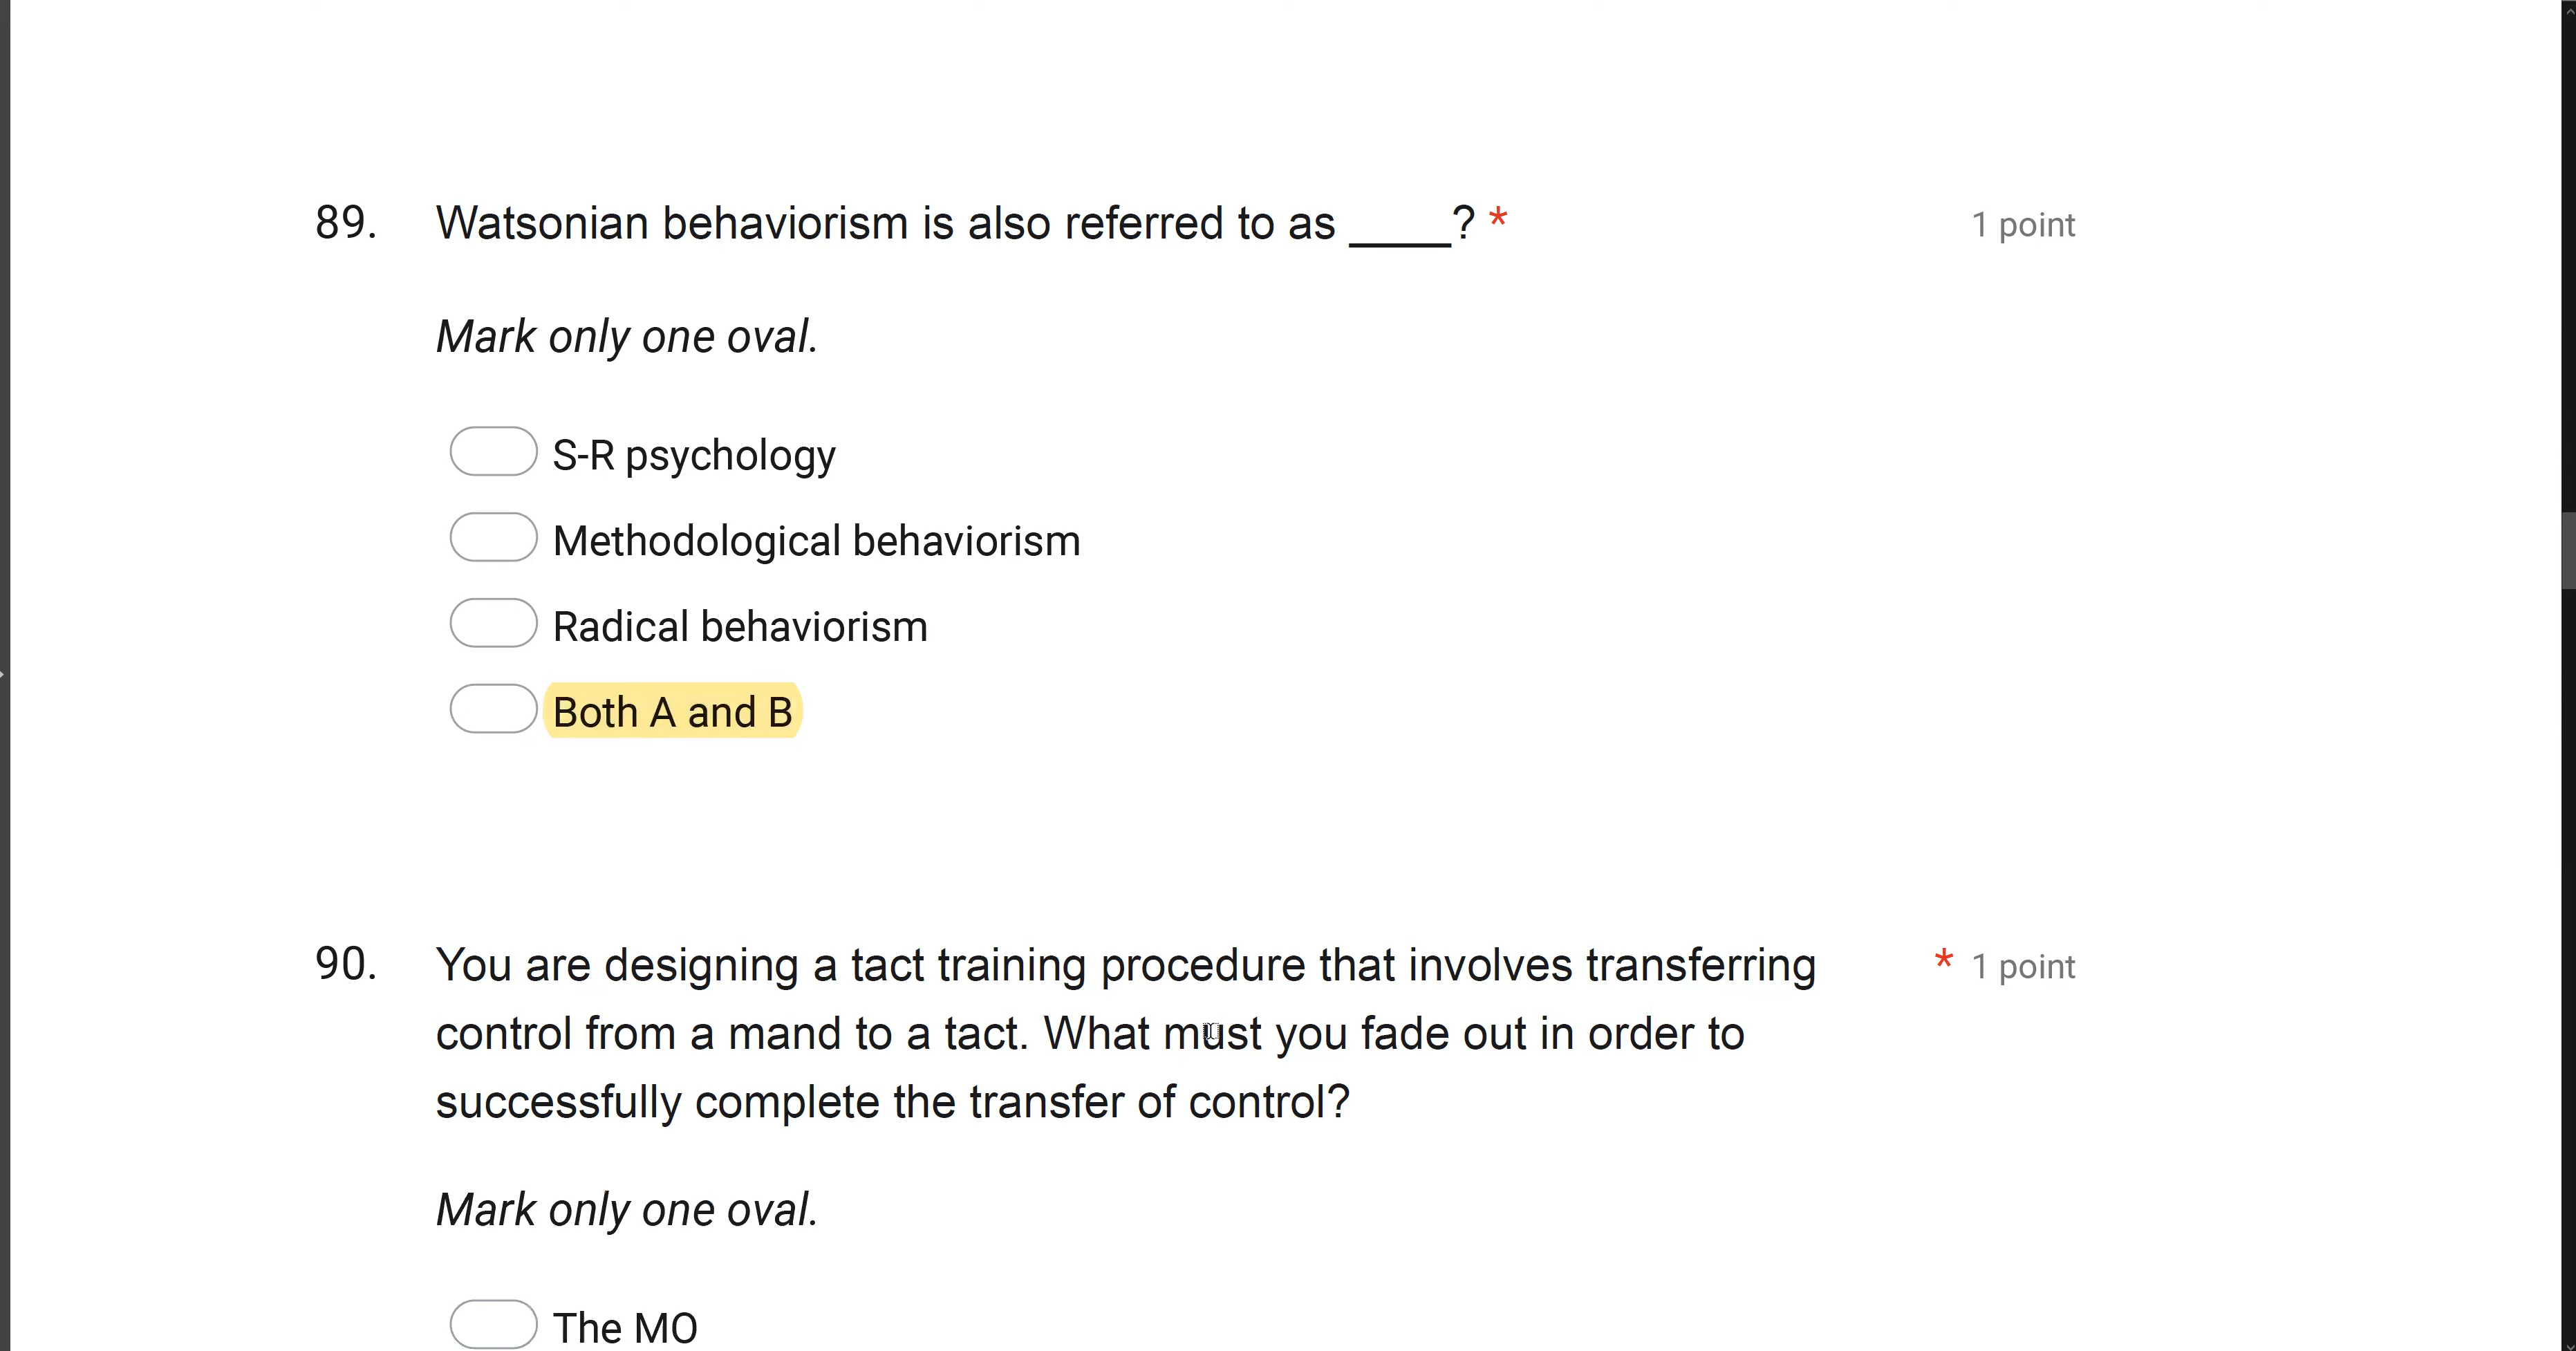 89. Watsonian behaviorism is also referred to as ____? * 1 point
Mark only one oval.
S-R psychology
Methodological behaviorism
Radical behaviorism
Both A and B
90. You are designing a tact training procedure that involves transferring * 1 point
control from a mand to a tact. What must you fade out in order to
successfully complete the transfer of control?
Mark only one oval.
The MO